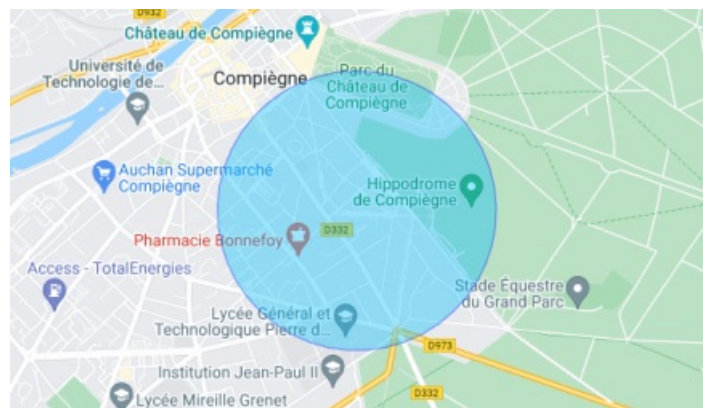 D932
Château de Compiègne
Université de
Technologie de...
Compiègne
Parc du
Château de
Compiègne
Auchan Supermarché
Compiègne
Hippodrome
de Compiègne
D332
Pharmacie Bonnefoy
Access - TotalEnergies
Stade Équestre
du Grand Parc
Lycée Général et
Technologique Pierre d...
D973
Institution Jean-Paul II
D332
Lycée Mireille Grenet